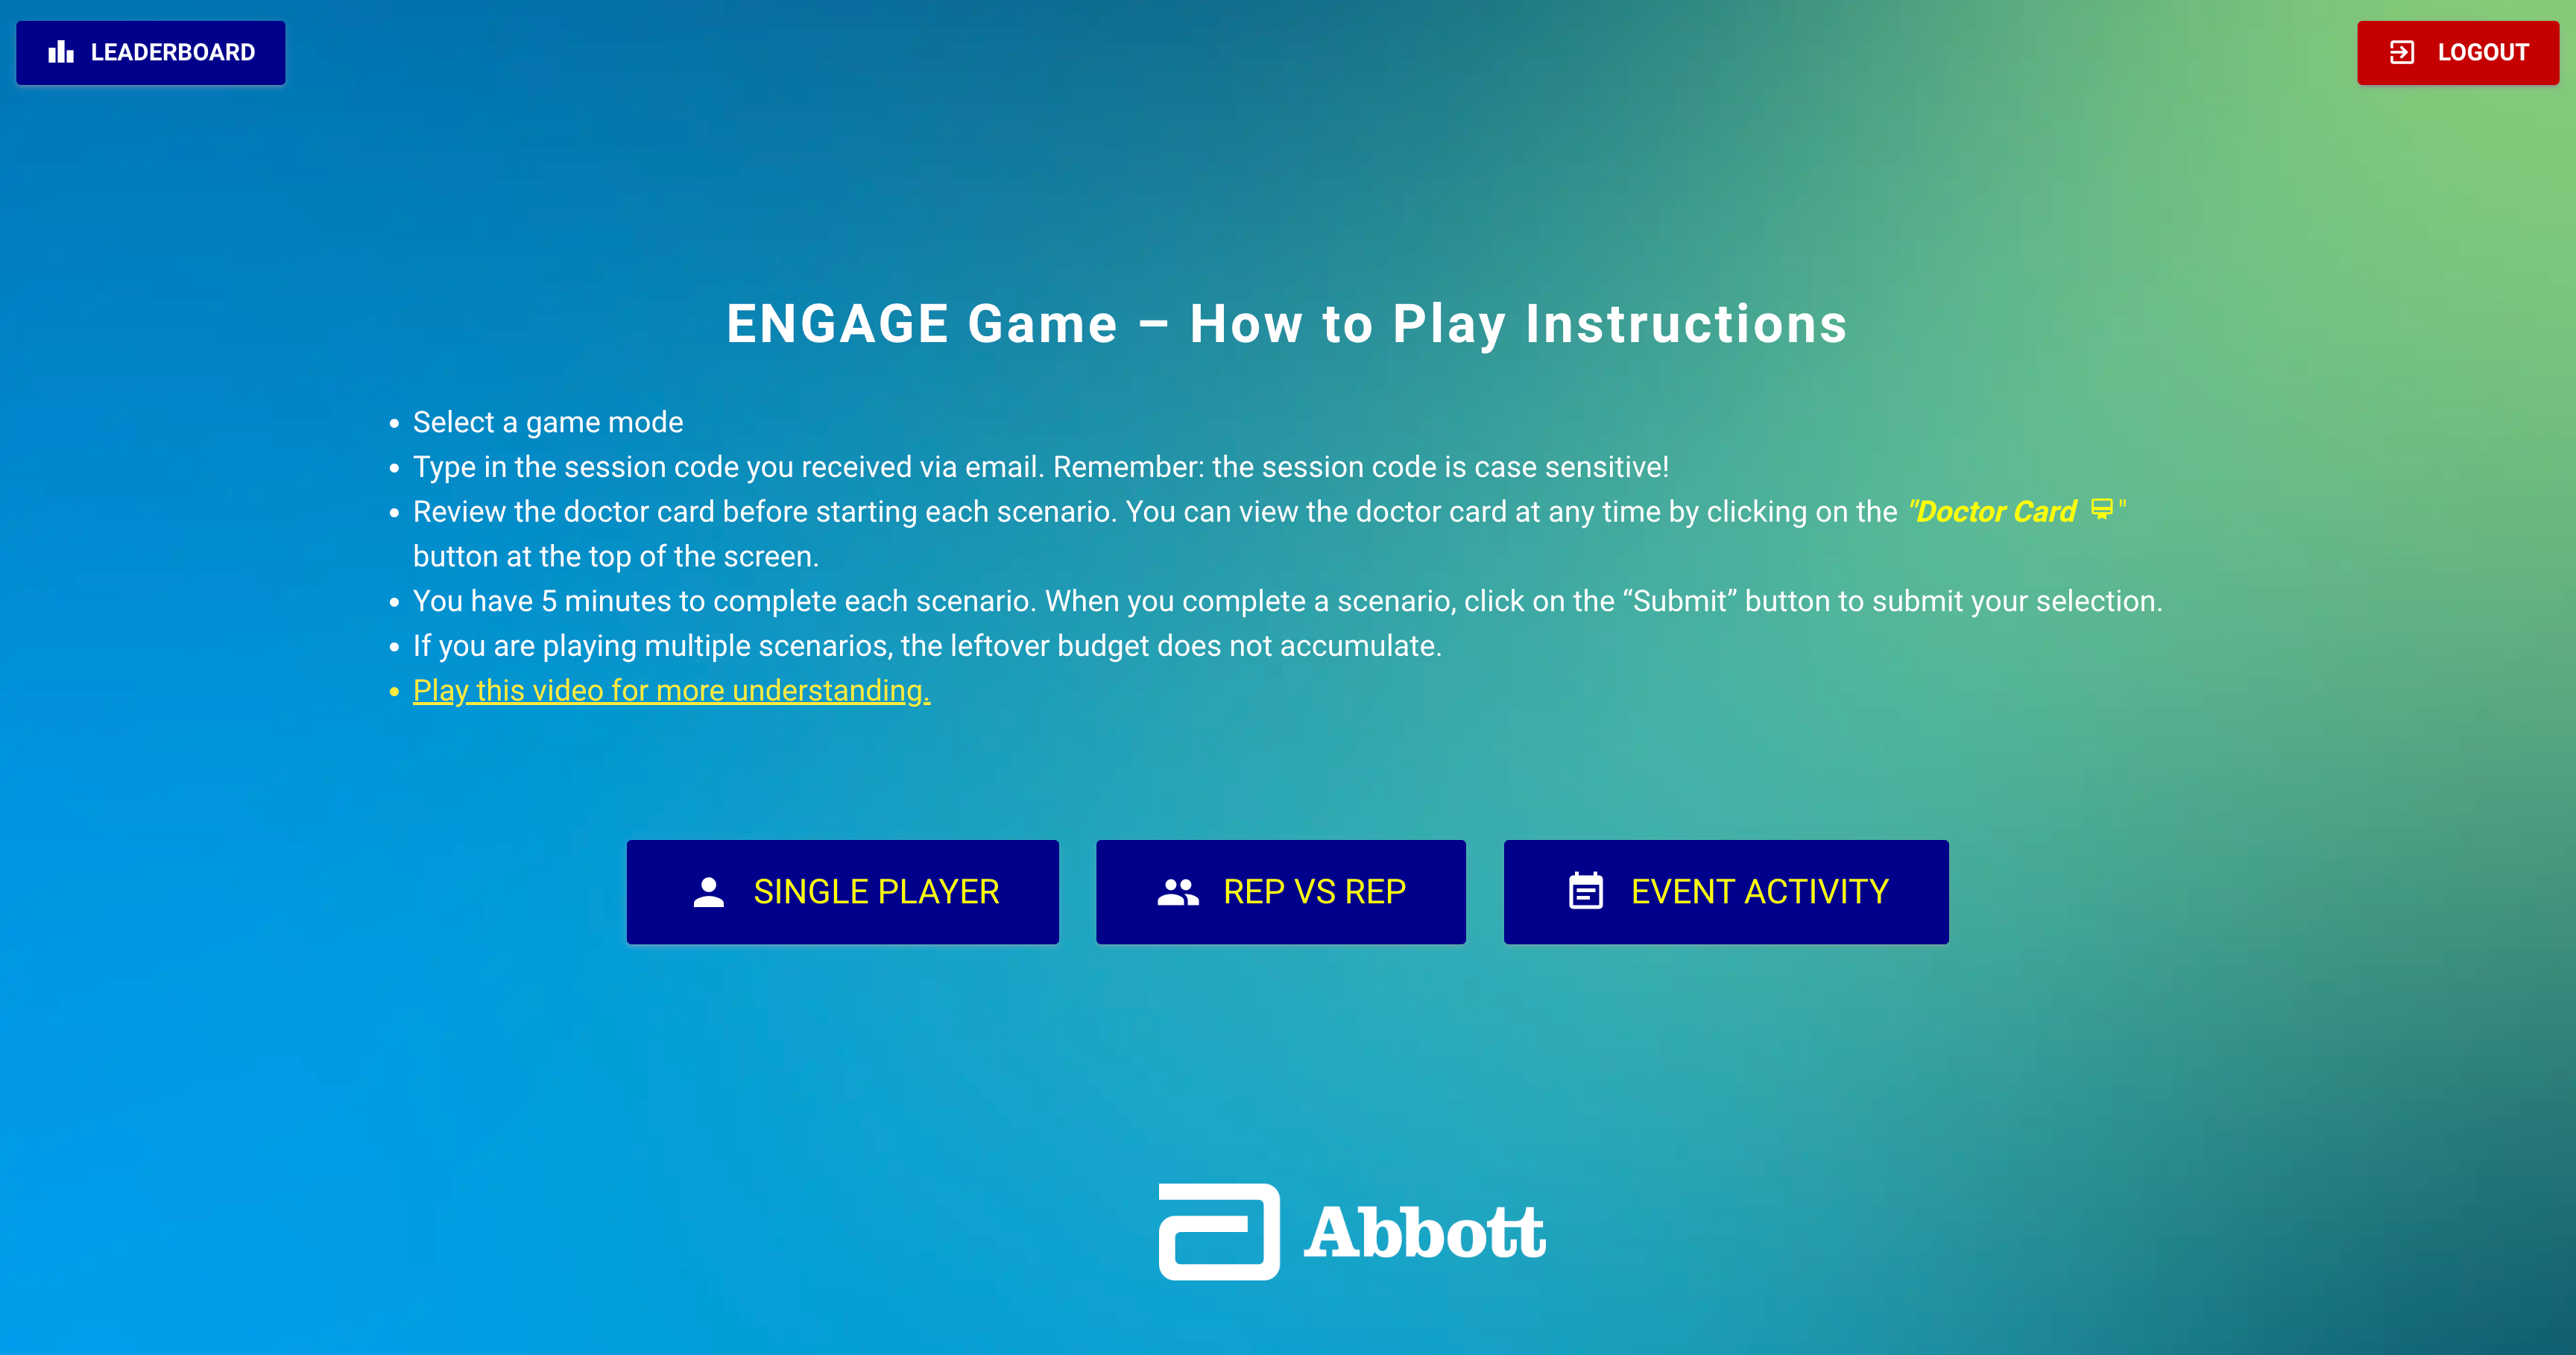 LEADERBOARD
LOGOUT
ENGAGE Game – How to Play Instructions
• Select a game mode
• Type in the session code you received via email. Remember: the session code is case sensitive!
• Review the doctor card before starting each scenario. You can view the doctor card at any time by clicking on the "Doctor Card "
button at the top of the screen.
• You have 5 minutes to complete each scenario. When you complete a scenario, click on the “Submit” button to submit your selection.
• If you are playing multiple scenarios, the leftover budget does not accumulate.
• Play this video for more understanding.
SINGLE PLAYER
REP VS REP
EVENT ACTIVITY
Abbott